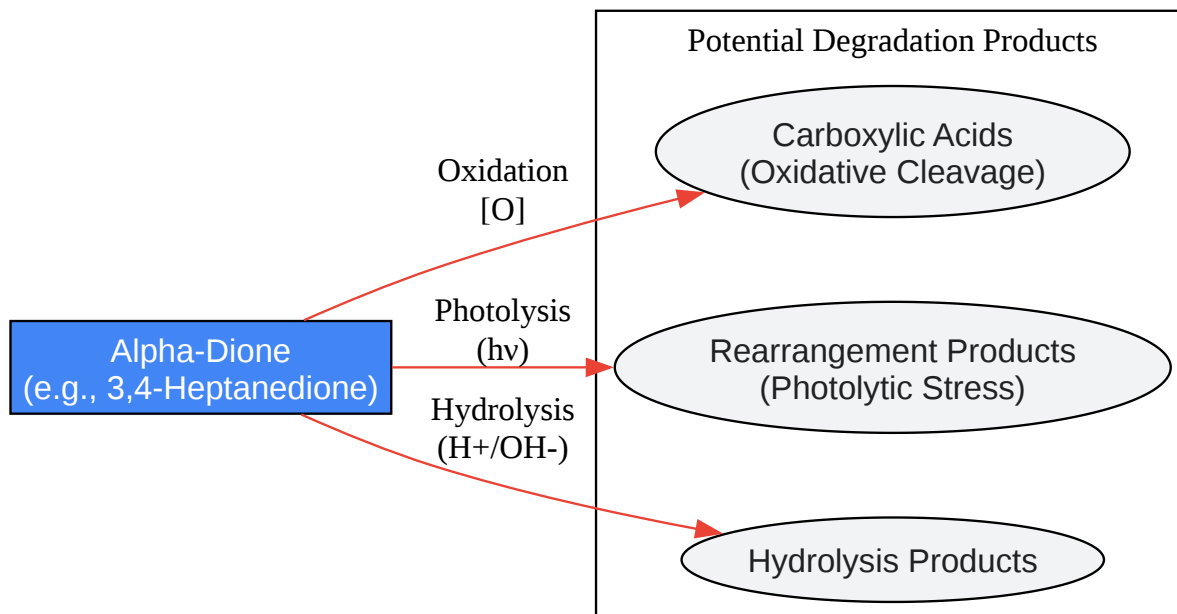 Potential Degradation Products
Carboxylic Acids
(Oxidative Cleavage)
Oxidation
[O]
Photolysis
(hν)
Alpha-Dione
(e.g., 3,4-Heptanedione)
Rearrangement Products
(Photolytic Stress)
Hydrolysis
(H+/OH-)
Hydrolysis Products